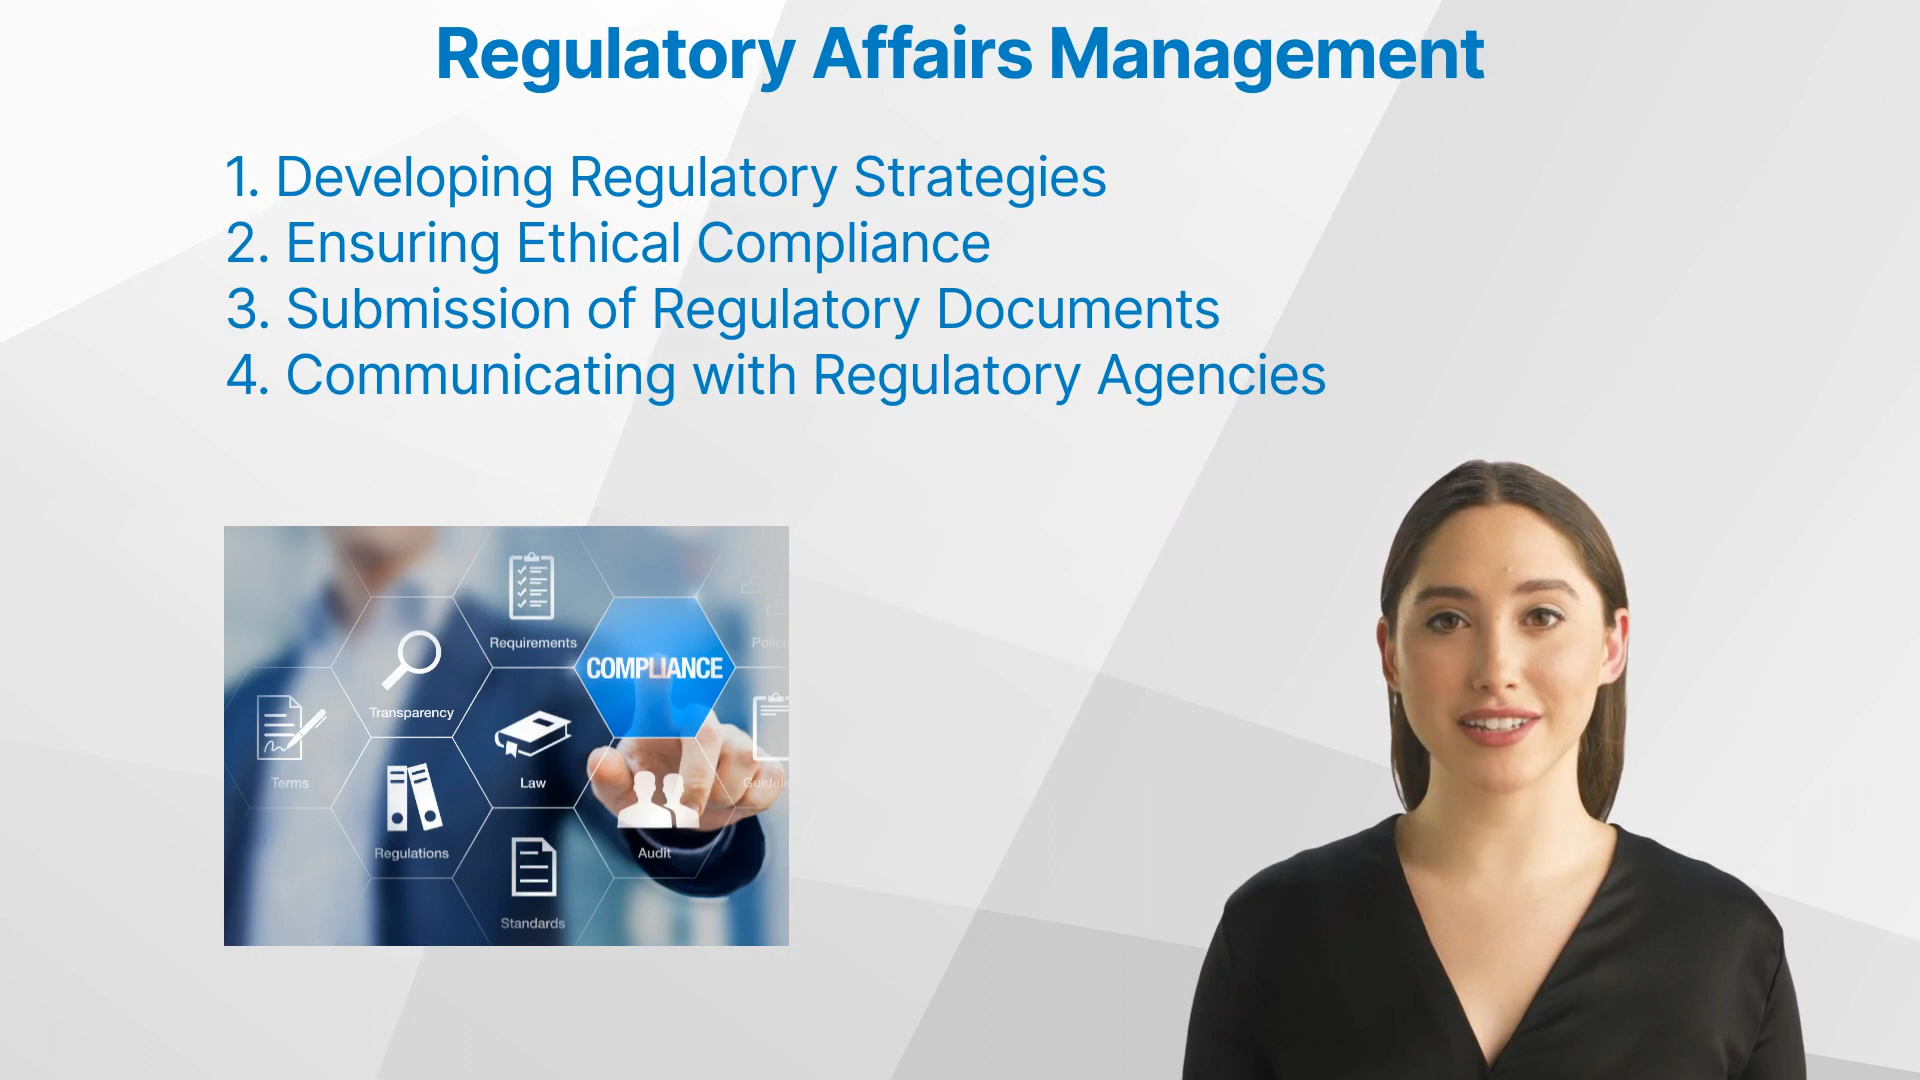 Regulatory Affairs Management
1. Developing Regulatory Strategies
2. Ensuring Ethical Compliance
3. Submission of Regulatory Documents
4. Communicating with Regulatory Agencies
Requirements
COMPLIANCE
Transparency
Terms
Law
Regulations
Audit
Standards